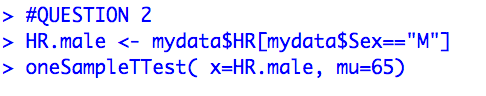 > #QUESTION 2
> HR.male <- mydata$HR[mydata$Sex=="M"]
> oneSampleTTest( x=HR.male, mu=65)